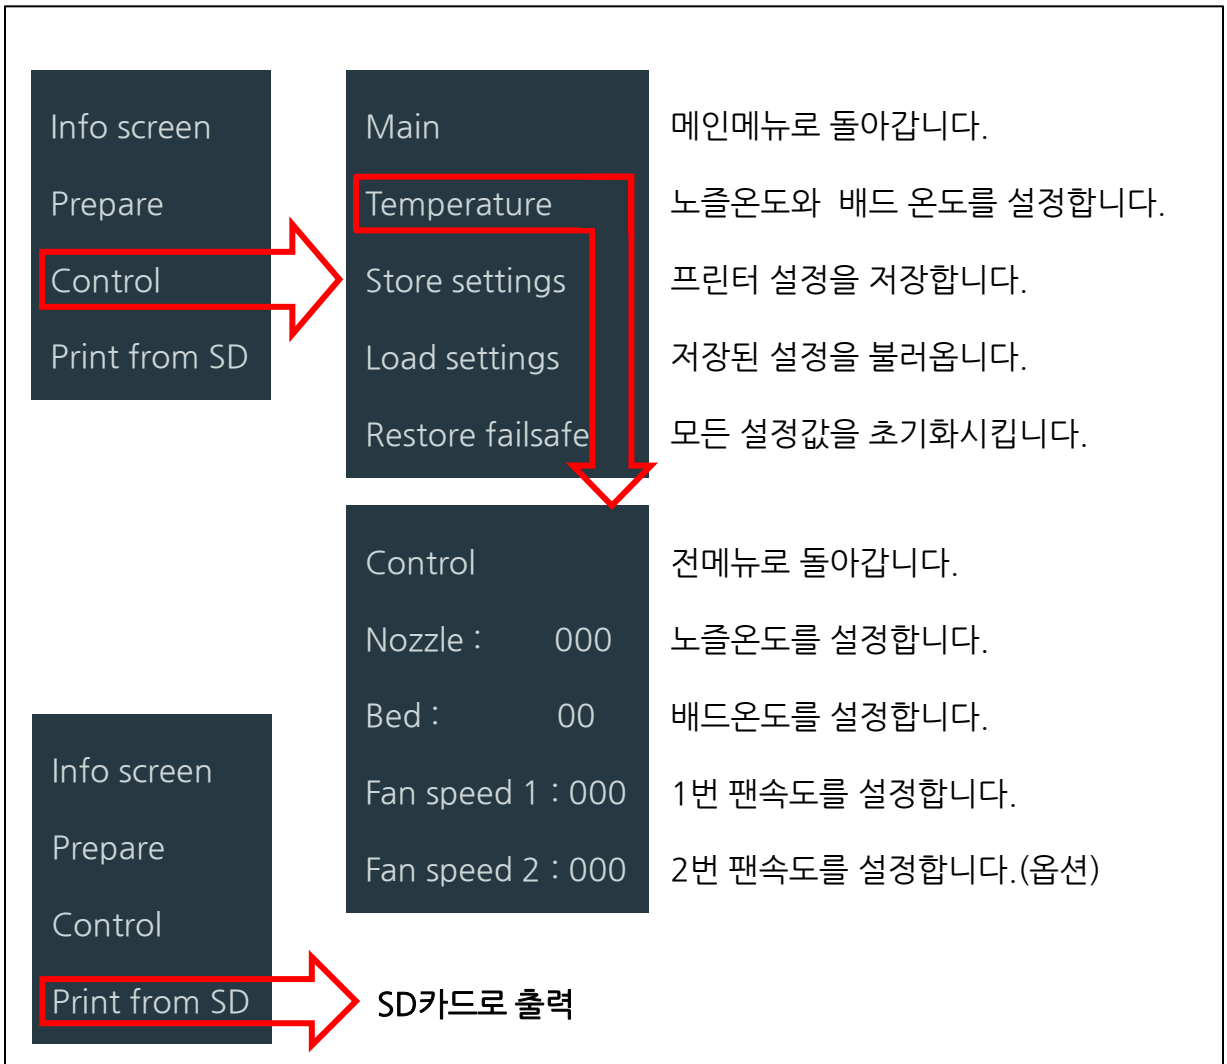 Info screen
Prepare
Control
Print from SD
Main 메인메뉴로 돌아갑니다.
Temperature 노즐온도와 배드 온도를 설정합니다.
Store settings 프린터 설정을 저장합니다.
Load settings 저장된 설정을 불러옵니다.
Restore failsafe 모든 설정값을 초기화시킵니다.
Control 전메뉴로 돌아갑니다.
Nozzle : 000 노즐온도를 설정합니다.
Bed : 00 배드온도를 설정합니다.
Fan speed 1 : 000 1번 팬속도를 설정합니다.
Fan speed 2 : 000 2번 팬속도를 설정합니다.(옵션)
Info screen
Prepare
Control
Print from SD SD카드로 출력